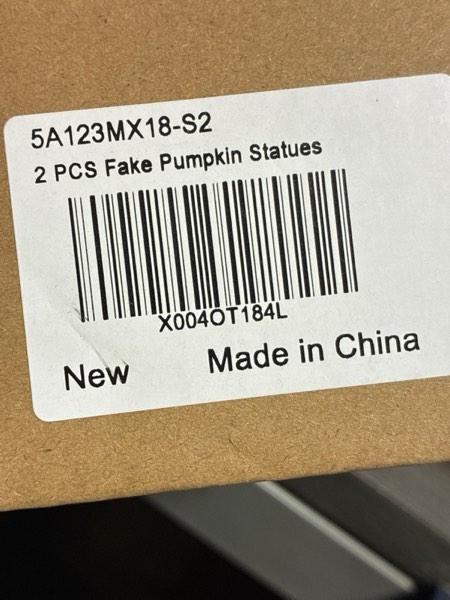 5A123MX18-S2
2 PCS Fake Pumpkin Statues
X004OT184L
New
Made in China